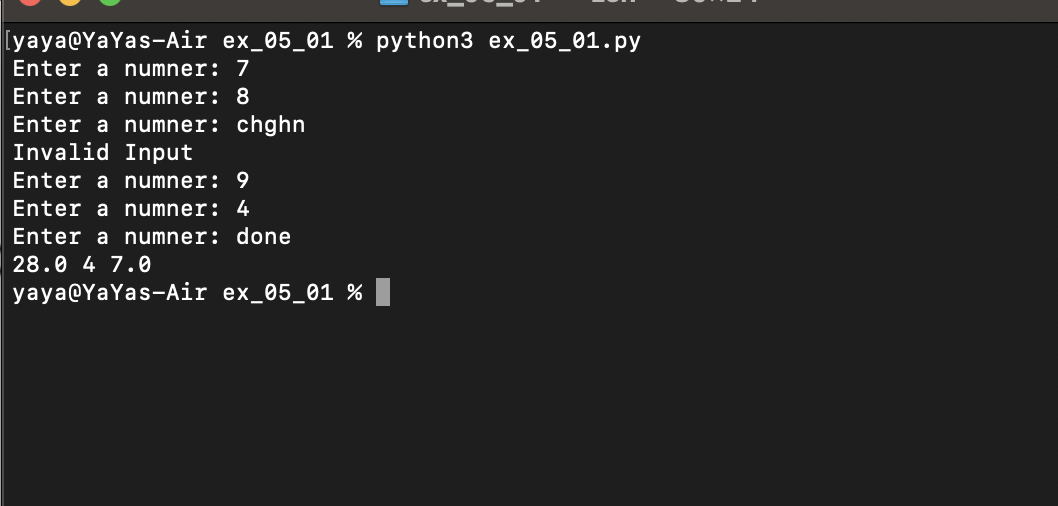 yaya@YaYas-Air ex_05_01 % python3 ex_05_01.py
Enter a numner: 7
Enter a numner: 8
Enter a numner: chghn
Invalid Input
Enter a numner: 9
Enter a numner: 4
Enter a numner: done
28.0 4 7.0
yaya@YaYas-Air ex_05_01 %